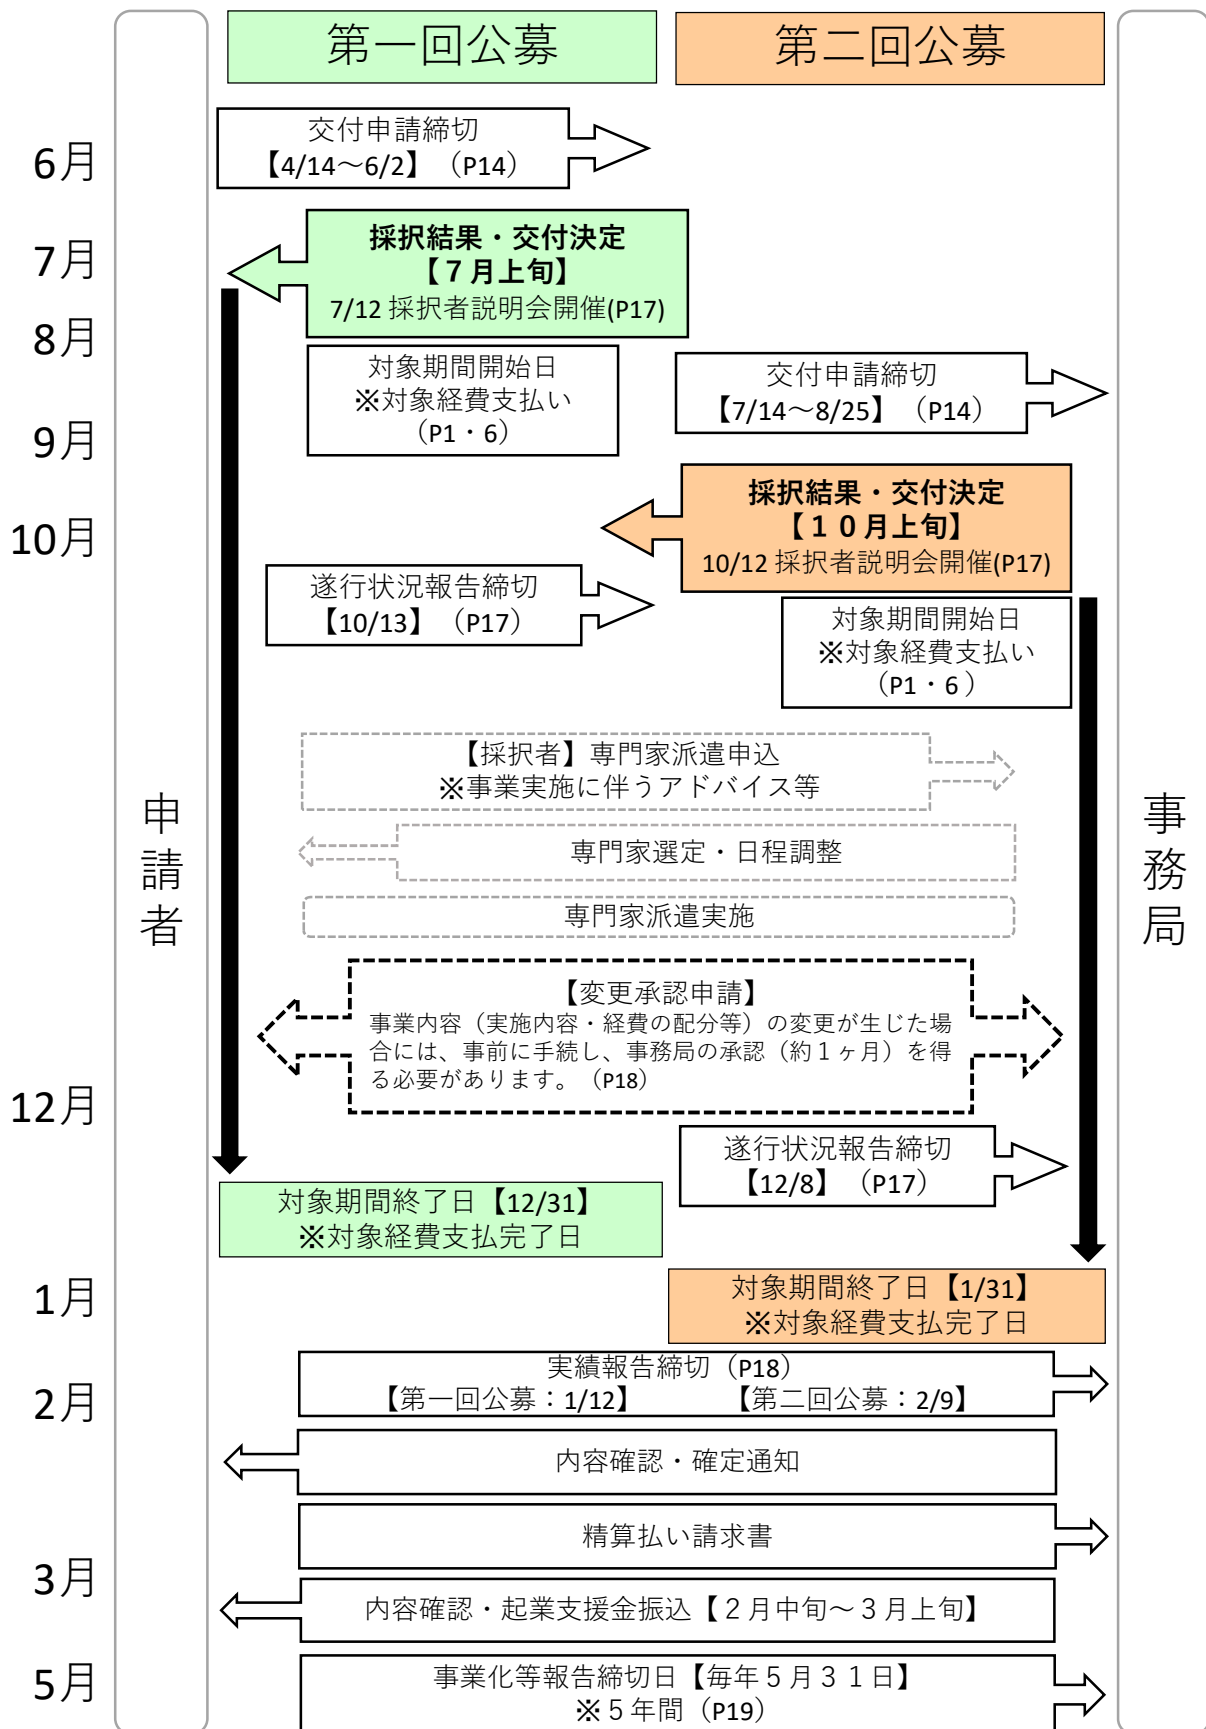 第一回公募
第二回公募
申請者
事務局
6月
交付申請締切
【4/14～6/2】（P14）
7月
採択結果・交付決定
【７月上旬】
7/12 採択者説明会開催(P17)
8月
対象期間開始日
※対象経費支払い
（P1・6）
交付申請締切
【7/14～8/25】（P14）
9月
採択結果・交付決定
【１０月上旬】
10/12 採択者説明会開催(P17)
10月
遂行状況報告締切
【10/13】（P17）
対象期間開始日
※対象経費支払い
（P1・6）
【採択者】専門家派遣申込
※事業実施に伴うアドバイス等
専門家選定・日程調整
専門家派遣実施
【変更承認申請】
事業内容（実施内容・経費の配分等）の変更が生じた場
合には、事前に手続し、事務局の承認（約１ヶ月）を得
る必要があります。（P18）
12月
遂行状況報告締切
【12/8】（P17）
対象期間終了日【12/31】
※対象経費支払完了日
1月
対象期間終了日【1/31】
※対象経費支払完了日
2月
実績報告締切（P18）
【第一回公募：1/12】 【第二回公募：2/9】
内容確認・確定通知
精算払い請求書
3月
内容確認・起業支援金振込【２月中旬～３月上旬】
5月
事業化等報告締切日【毎年５月３１日】
※５年間（P19）